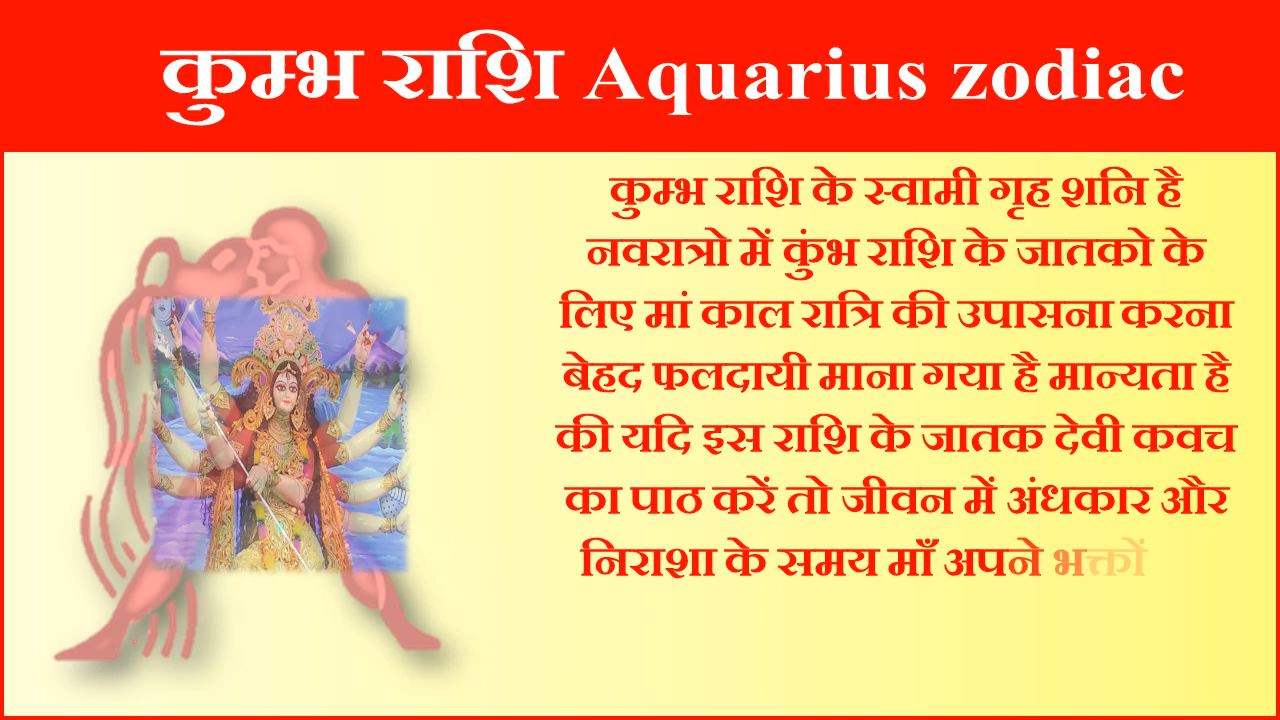 कुम्भ राशि Aquarius zodiac
कुम्भ राशि के स्वामी गृह शनि है
नवरात्रो में कुंभ राशि के जातको के
लिए मां काल रात्रि की उपासना करना
बेहद फलदायी माना गया है मान्यता है
की यदि इस राशि के जातक देवी कवच
का पाठ करें तो जीवन में अंधकार और
निराशा के समय माँ अपने भक्तों